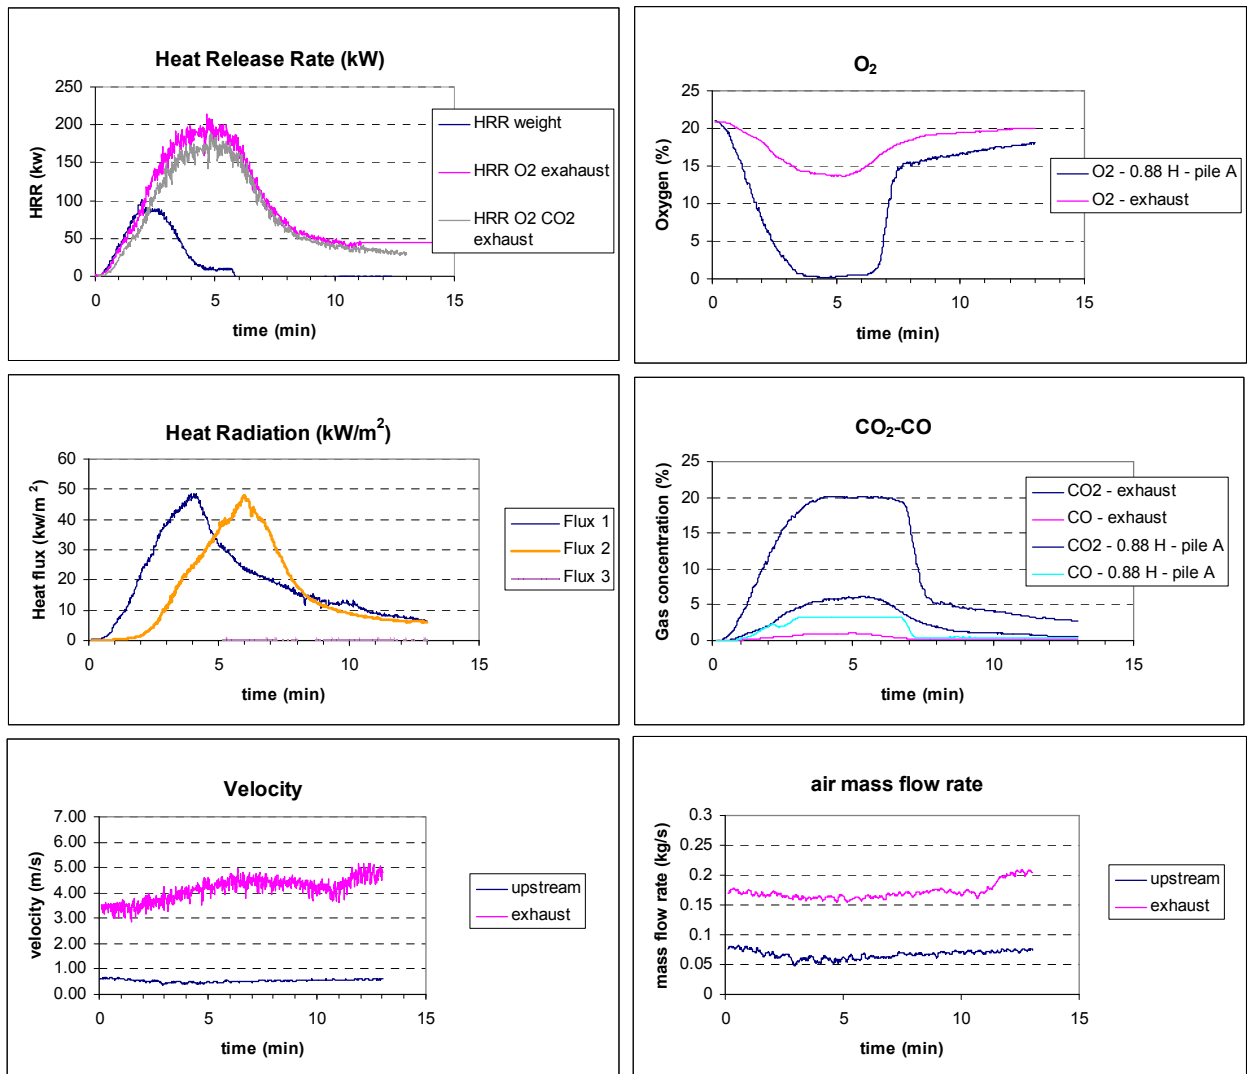 Heat Release Rate (kW)
250
200
150
100
50
0
HRR (kw)
0 5 10 15
time (min)
HRR weight
HRR O2 exahaust
HRR O2 CO2
exhaust
O2
25
20
15
10
5
0
Oxygen (%)
0 5 10 15
time (min)
O2 - 0.88 H - pile A
O2 - exhaust
Heat Radiation (kW/m2)
60
50
40
30
20
10
0
Heat flux (kw/m 2)
0 5 10 15
time (min)
Flux 1
Flux 2
Flux 3
CO2-CO
25
20
15
10
5
0
Gas concentration (%)
0 5 10 15
time (min)
CO2 - exhaust
CO - exhaust
CO2 - 0.88 H - pile A
CO - 0.88 H - pile A
Velocity
7.00
6.00
5.00
4.00
3.00
2.00
1.00
0.00
velocity (m/s)
0 5 10 15
time (min)
upstream
exhaust
air mass flow rate
0.3
0.25
0.2
0.15
0.1
0.05
0
mass flow rate (kg/s)
0 5 10 15
time (min)
upstream
exhaust